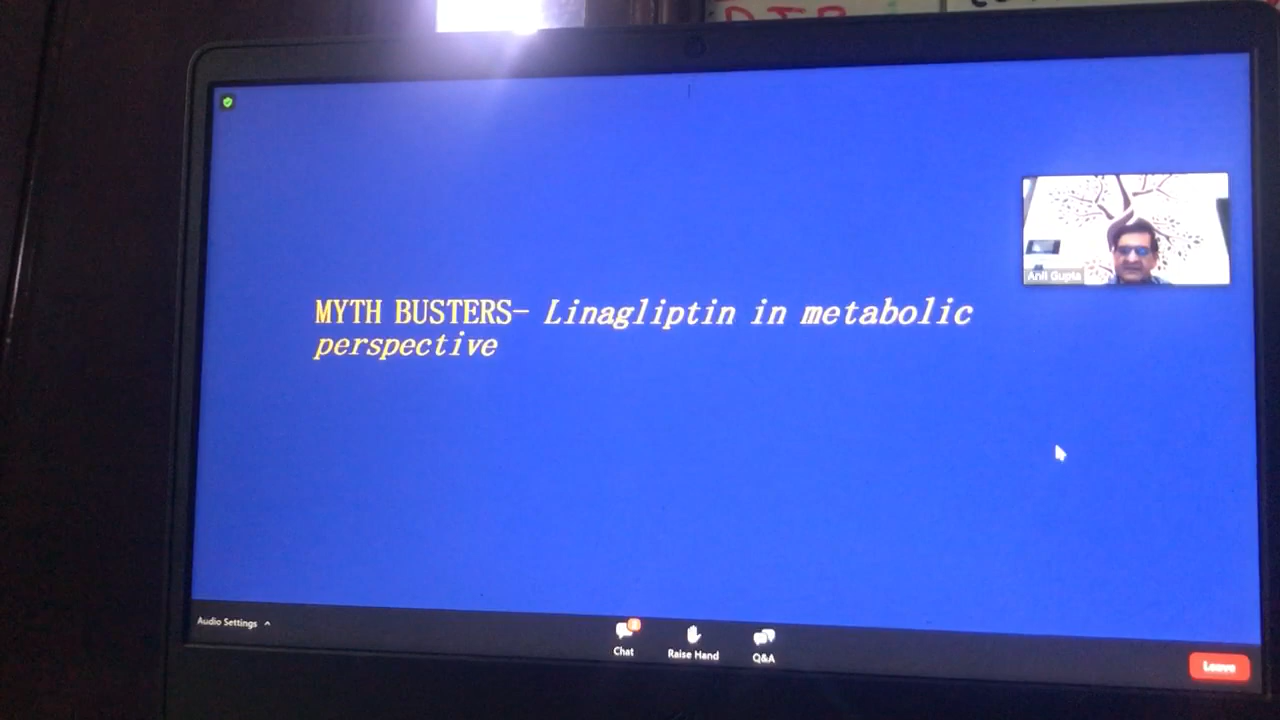 MYTH BUSTERS- Linagliptin in metabolic
perspective
Anil Gupta
Audio Settings
Chat
Raise Hand
Q&A
Leave